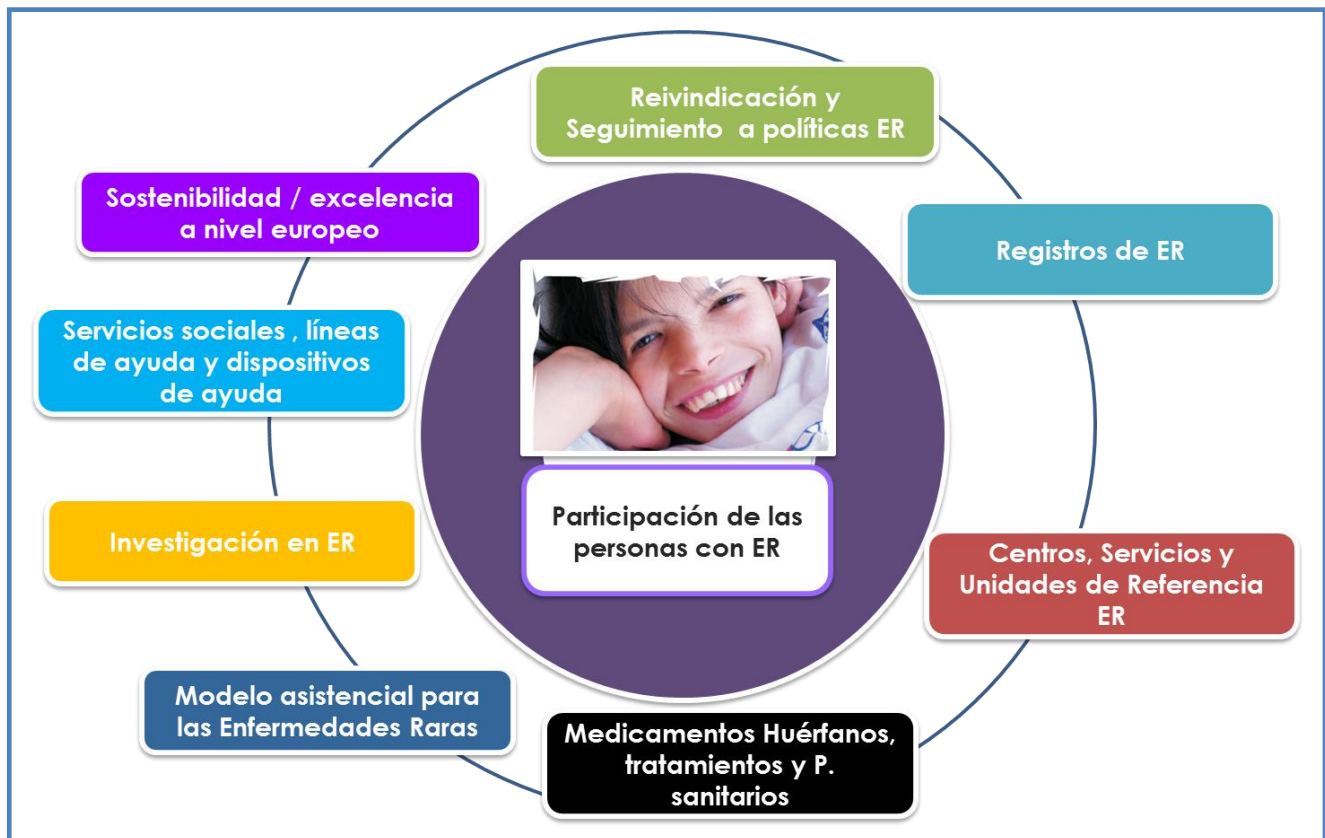 Reivindicación y
Seguimiento a políticas ER
Sostenibilidad / excelencia
a nivel europeo
Registros de ER
Servicios sociales , líneas
de ayuda y dispositivos
de ayuda
Participación de las
personas con ER
Investigación en ER
Centros, Servicios y
Unidades de Referencia
ER
Modelo asistencial para
las Enfermedades Raras
Medicamentos Huérfanos,
tratamientos y P.
sanitarios